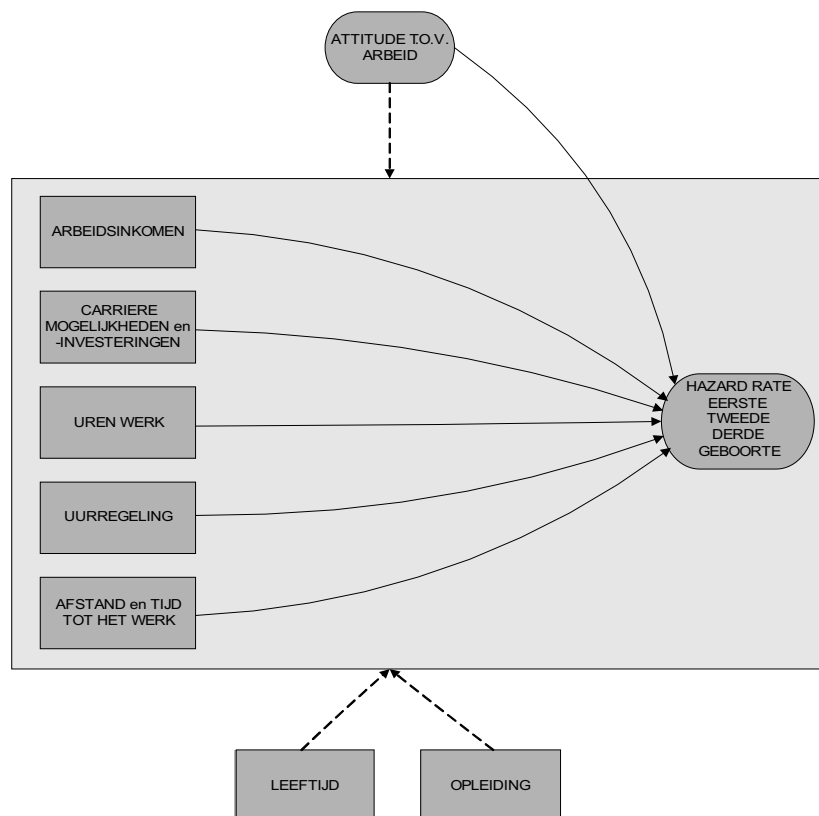 ATTITUDE T.O.V.
ARBEID
ARBEIDSINKOMEN
CARRIERE
MOGELIJKHEDEN en
-INVESTERINGEN
UREN WERK
UURREGELING
AFSTAND en TIJD
TOT HET WERK
HAZARD RATE
EERSTE
TWEEDE
DERDE
GEBOORTE
LEEFTIJD
OPLEIDING